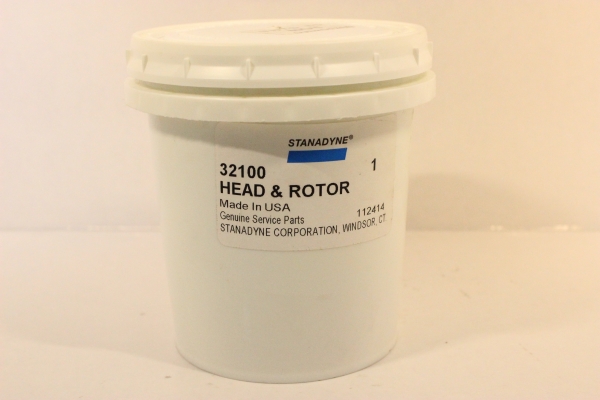 STANADYNE®
32100 1
HEAD & ROTOR
Made In USA
Genuine Service Parts 112414
STANADYNE CORPORATION, WINDSOR, CT